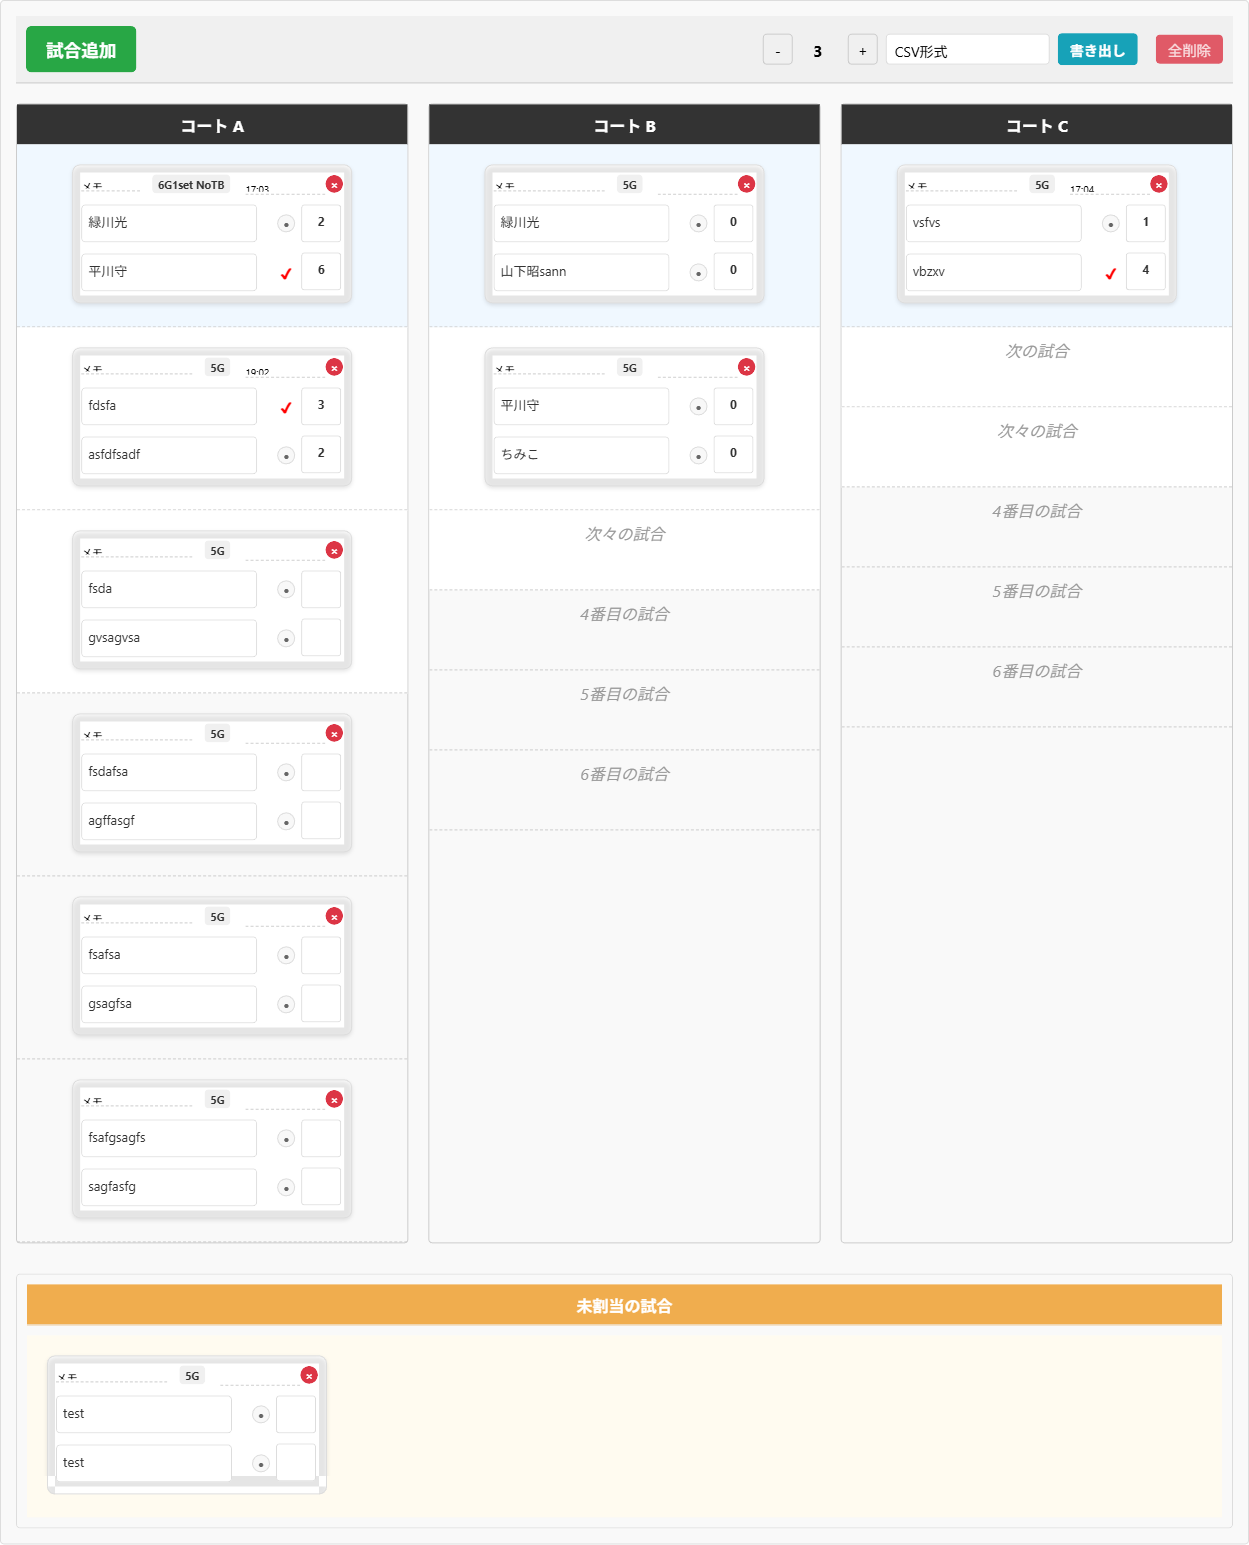 試合追加
- 3 + CSV形式 書き出し 全削除
コート A
メモ 6G1set NoTB 17:03 ×
緑川光 2
平川守 ✓ 6
メモ 5G 19:02 ×
fdsfa ✓ 3
asfdfsadf 2
メモ 5G ×
fsda
gvsagvsa
メモ 5G ×
fsdafsa
agffasgf
メモ 5G ×
fsafsa
gsagfsa
メモ 5G ×
fsafgsagfs
sagfasfg
コート B
メモ 5G ×
緑川光 0
山下昭sann 0
メモ 5G ×
平川守 0
ちみこ 0
次々の試合
4番目の試合
5番目の試合
6番目の試合
コート C
メモ 5G 17:04 ×
vsfvs 1
vbzxv ✓ 4
次の試合
次々の試合
4番目の試合
5番目の試合
6番目の試合
未割当の試合
メモ 5G ×
test
test